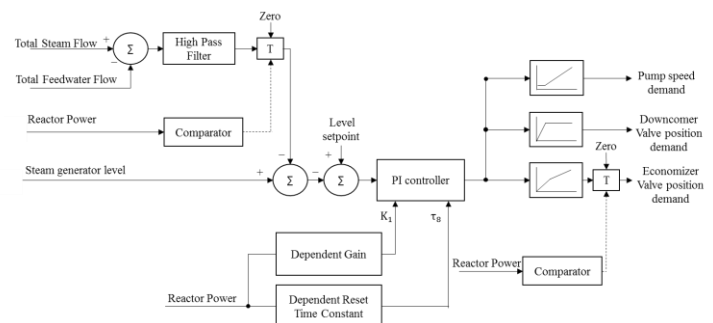 Zero
Total Steam Flow
+
Σ
−
High Pass
Filter
T
Total Feedwater Flow
Pump speed
demand
Reactor Power
Comparator
Level
setpoint
Downcomer
Valve position
demand
Zero
−
+
Steam generator level
+
Σ
−
Σ
PI controller
T
Economizer
Valve position
demand
K₁
τ₈
Dependent Gain
Reactor Power
Comparator
Reactor Power
Dependent Reset
Time Constant